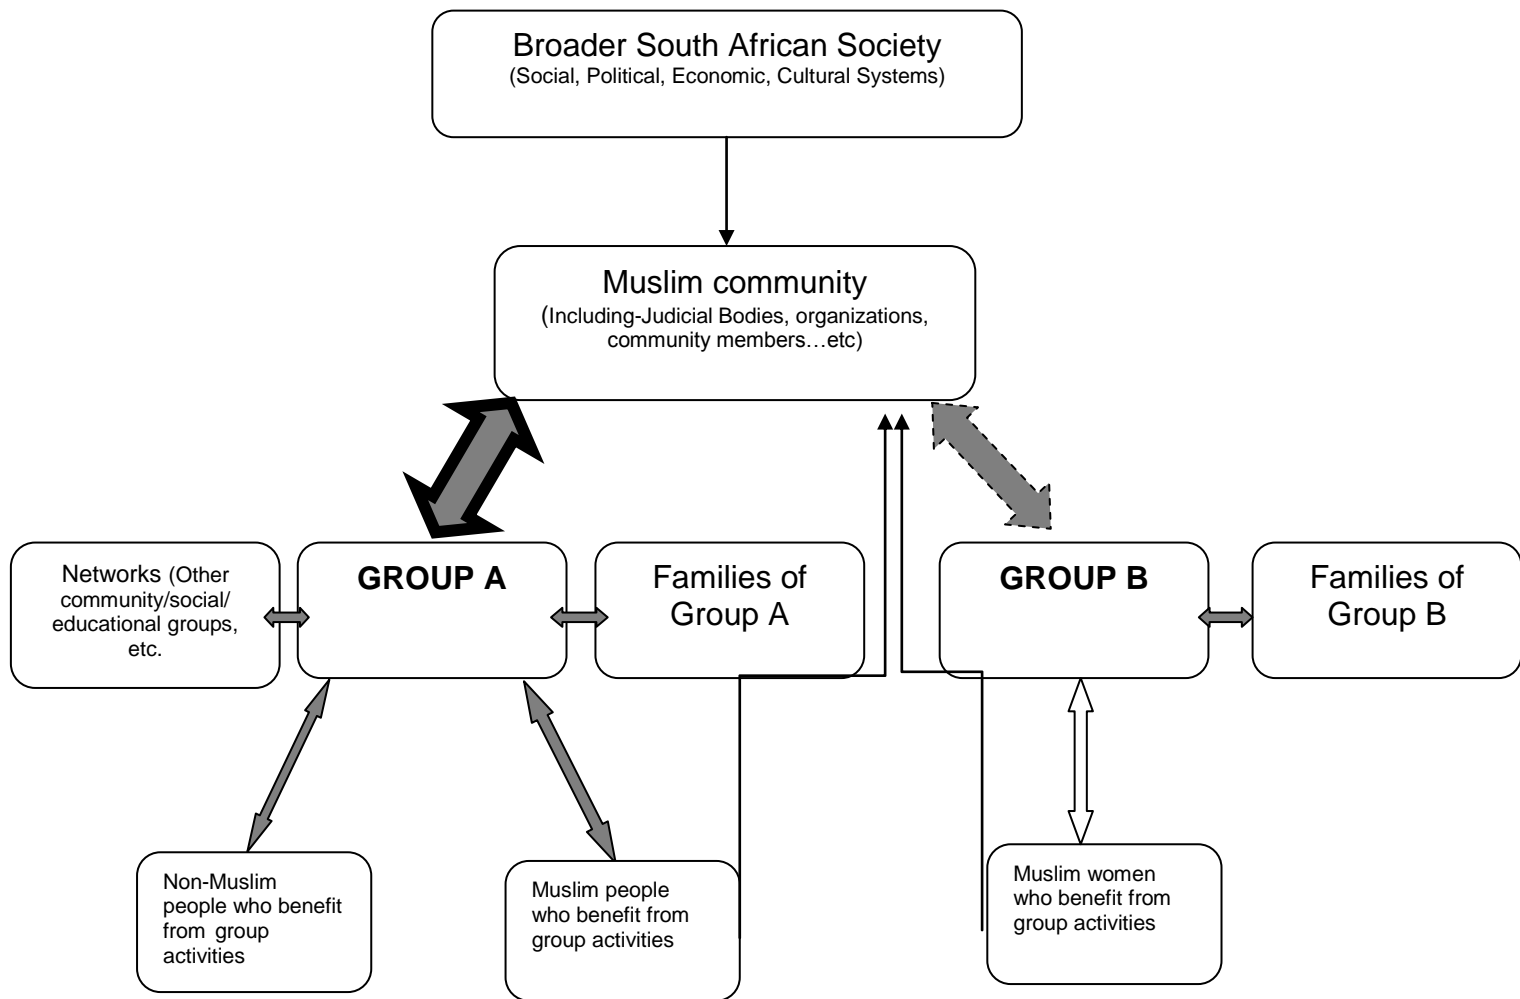 Broader South African Society
(Social, Political, Economic, Cultural Systems)
Muslim community
(Including-Judicial Bodies, organizations,
community members…etc)
Networks (Other
community/social/
educational groups,
etc.
GROUP A
Families of
Group A
GROUP B
Families of
Group B
Non-Muslim
people who benefit
from group
activities
Muslim people
who benefit from
group activities
Muslim women
who benefit from
group activities